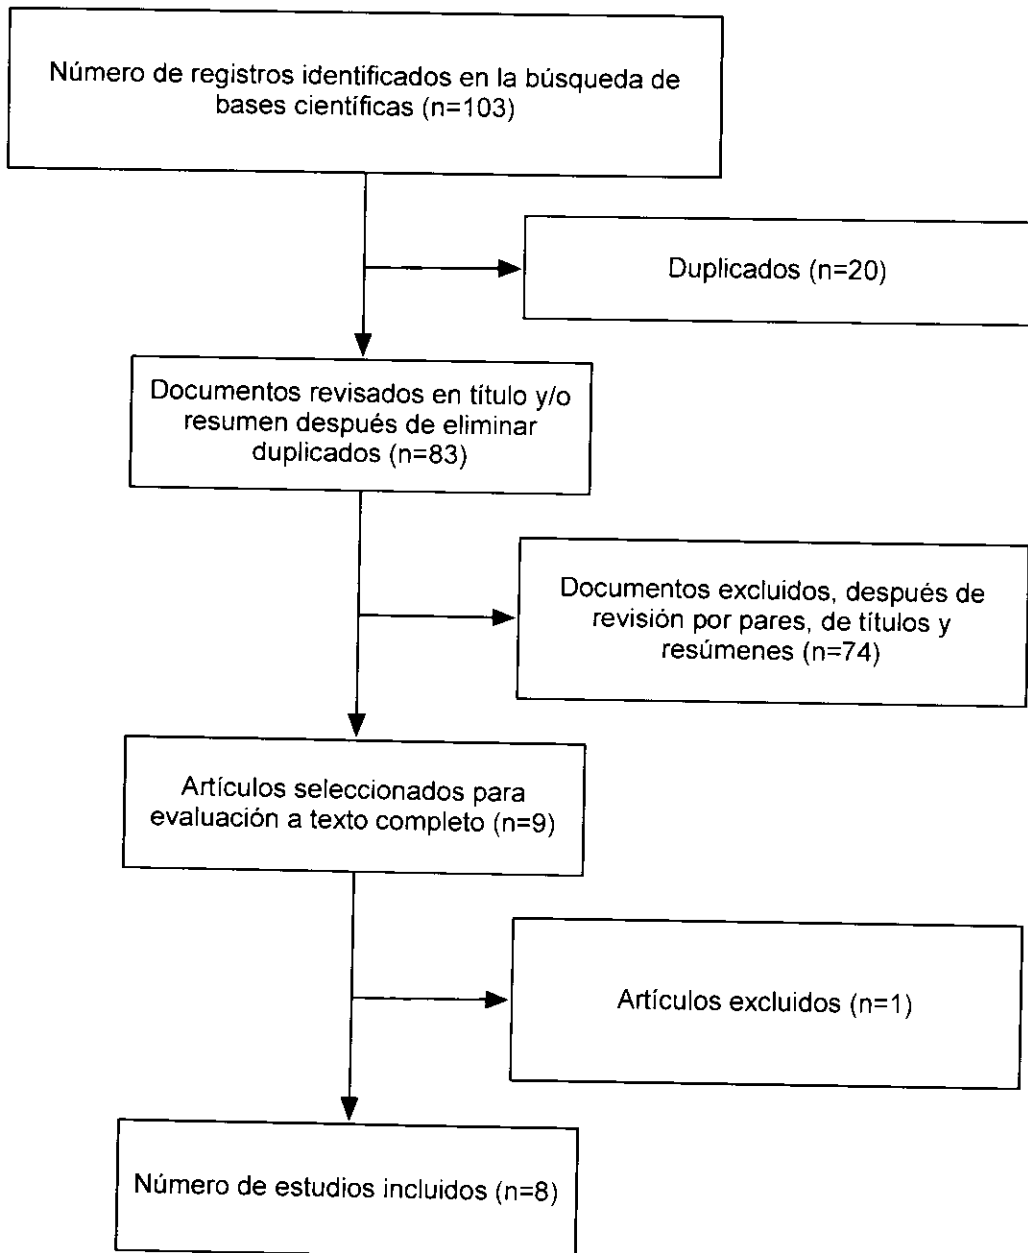 Número de registros identificados en la búsqueda de
bases científicas (n=103)
Duplicados (n=20)
Documentos revisados en título y/o
resumen después de eliminar
duplicados (n=83)
Documentos excluidos, después de
revisión por pares, de títulos y
resúmenes (n=74)
Artículos seleccionados para
evaluación a texto completo (n=9)
Artículos excluidos (n=1)
Número de estudios incluidos (n=8)